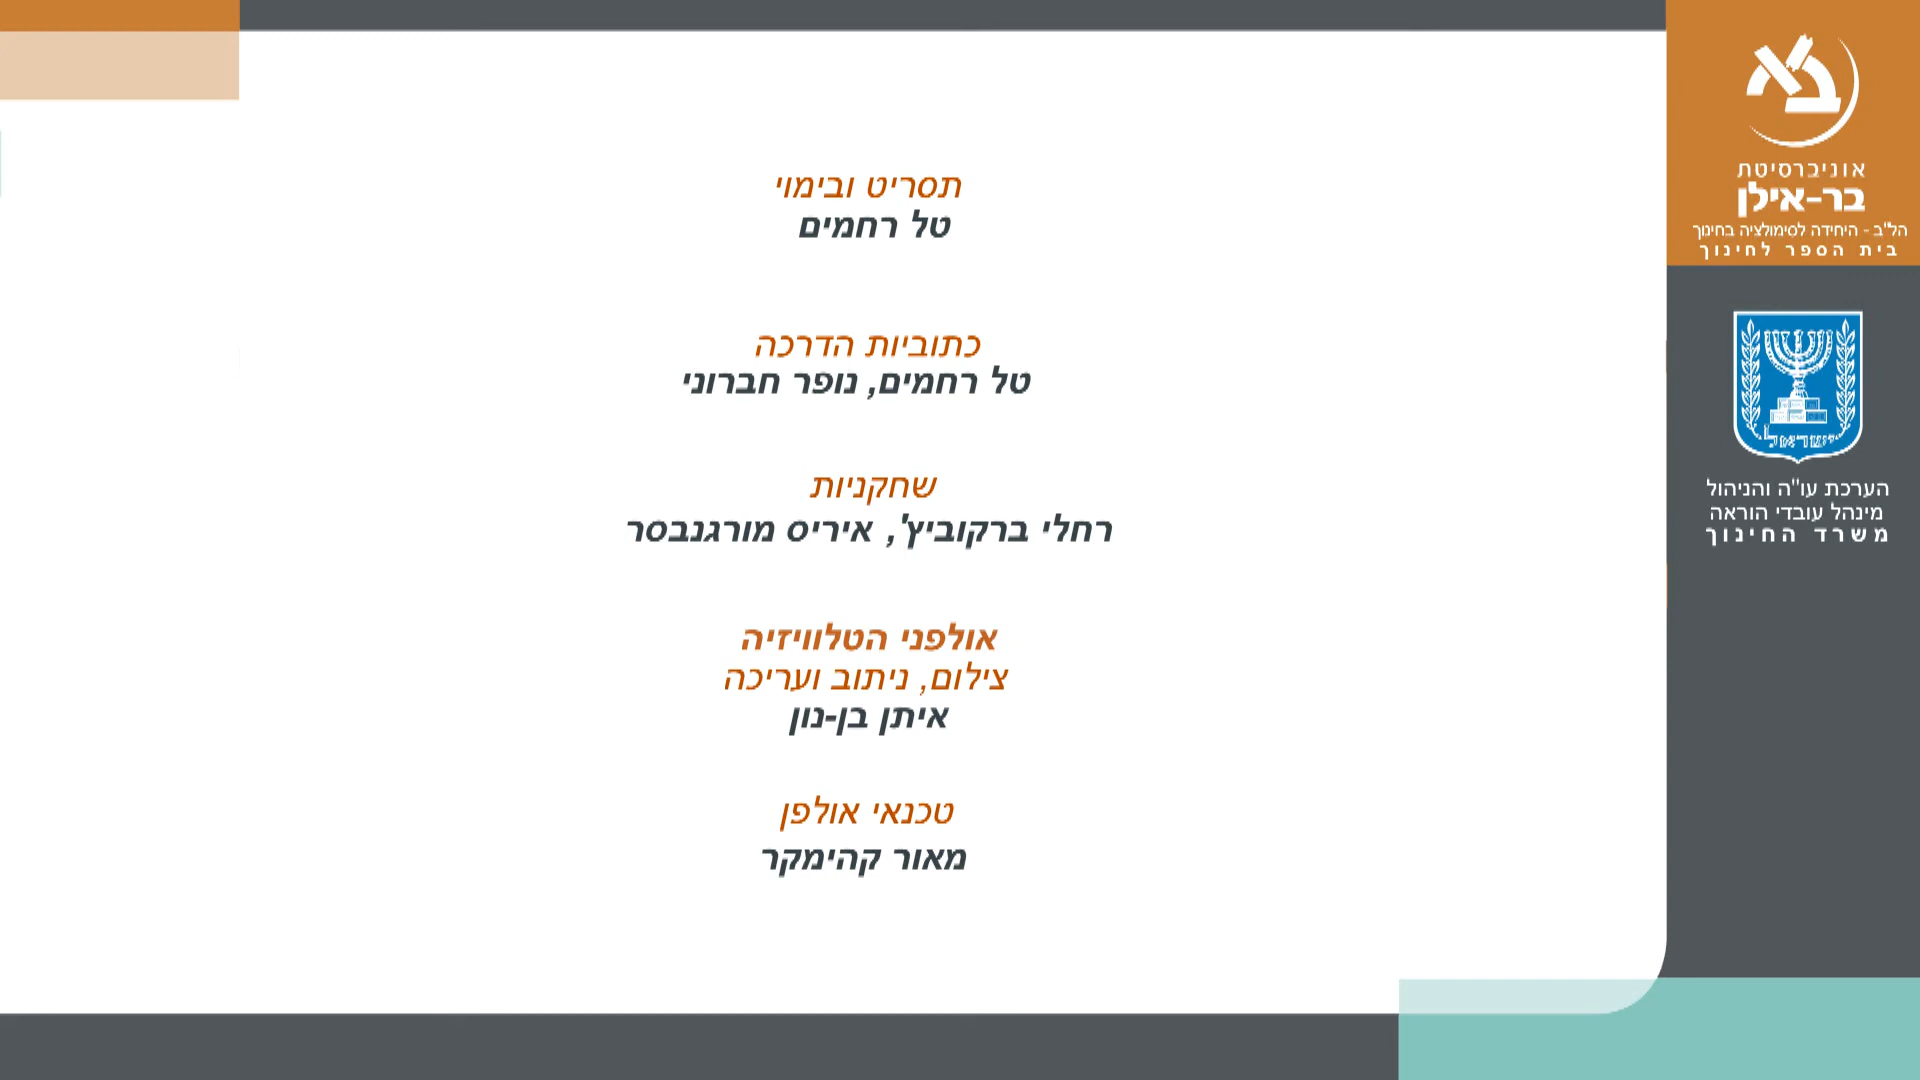 תסריט ובימוי
טל רחמים
כתוביות הדרכה
טל רחמים, נופר חברוני
שחקניות
רחלי ברקוביץ', איריס מורגנבסר
אולפני הטלוויזיה
צילום, ניתוב ועריכה
איתן בן-נון
טכנאי אולפן
מאור קהימקר
אוניברסיטת
בר-אילן
הל"ב - היחידה לסימולציה בחינוך
בית הספר לחינוך
ישראל
הערכת עו"ה והניהול
מינהל עובדי הוראה
משרד החינוך